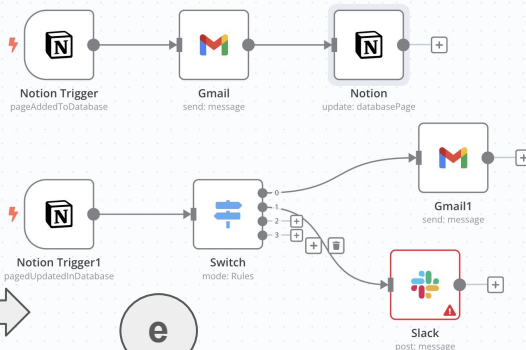 Notion Trigger
pageAddedToDatabase
Gmail
send: message
Notion
update: databasePage
0
1
2
3
Gmail1
send: message
Notion Trigger1
pagedUpdatedInDatabase
Switch
mode: Rules
Slack
post: message
e